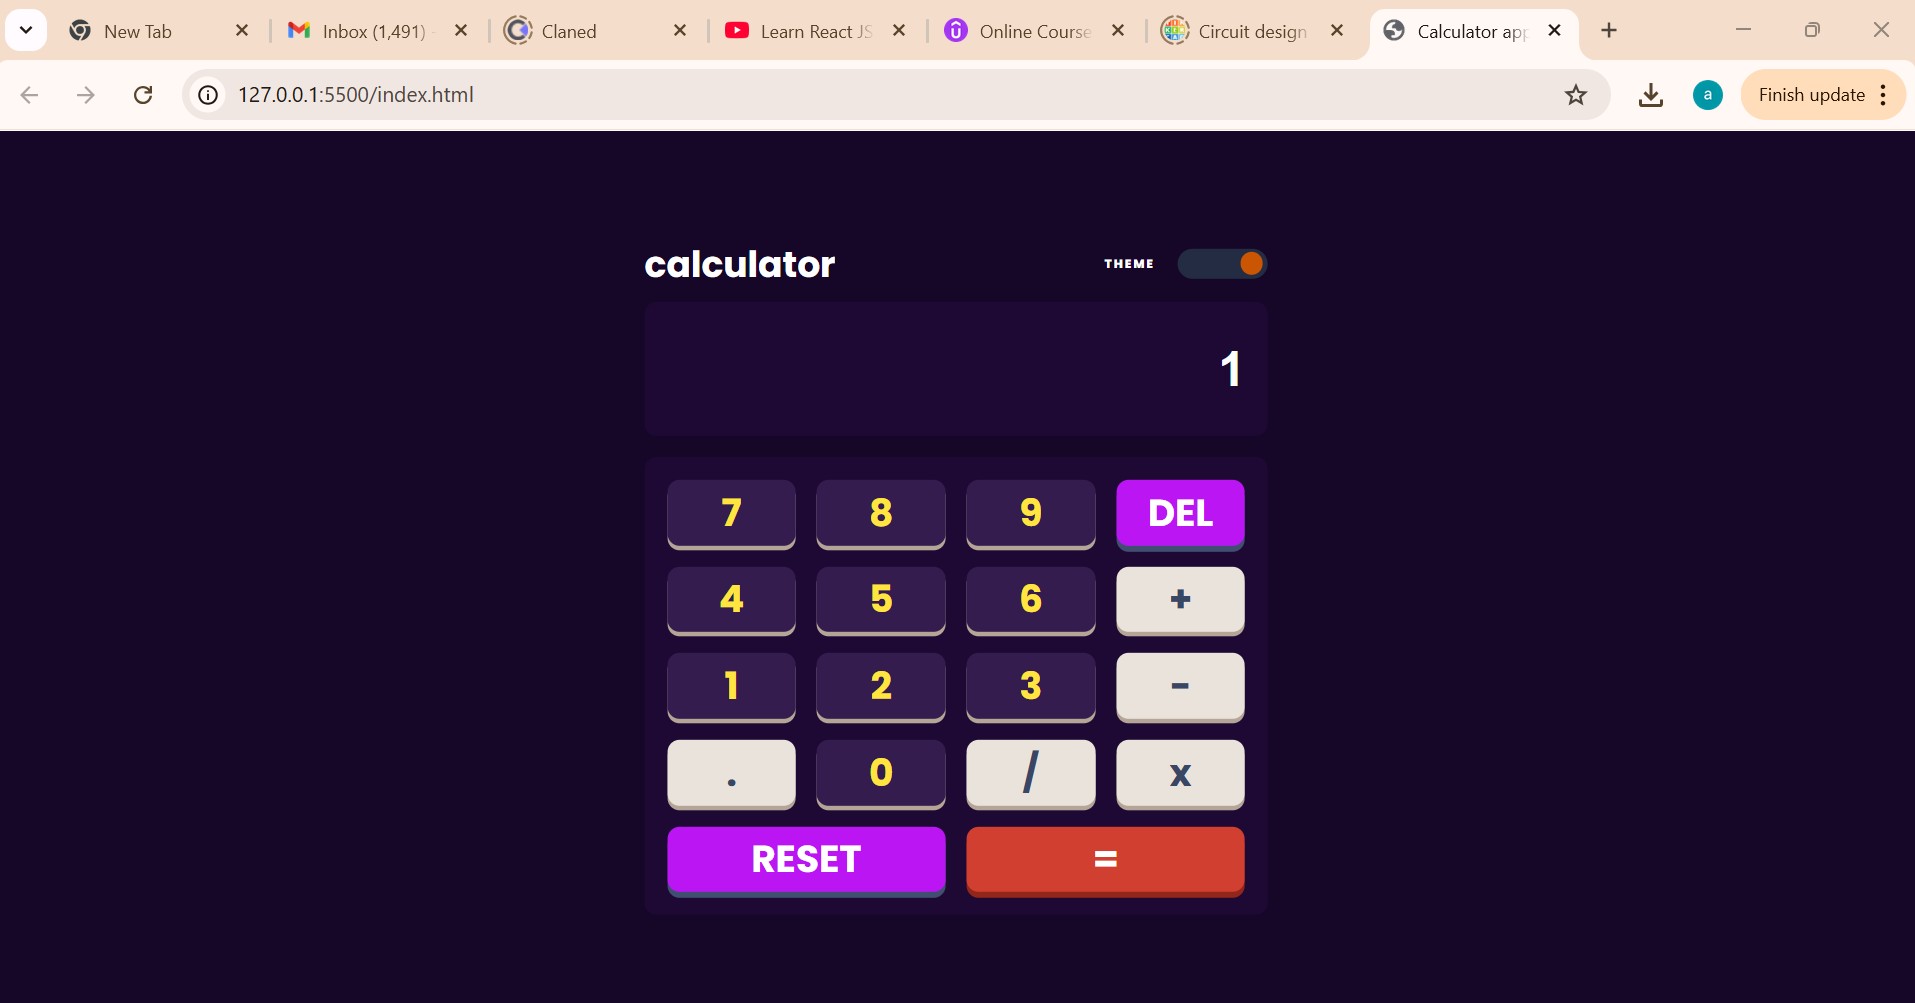 New Tab
Inbox (1,491) -
Claned
Learn React JS
Online Course
Circuit design
Calculator app
127.0.0.1:5500/index.html
a
Finish update
calculator
THEME
1
7 8 9 DEL
4 5 6 +
1 2 3 -
. 0 / x
RESET =